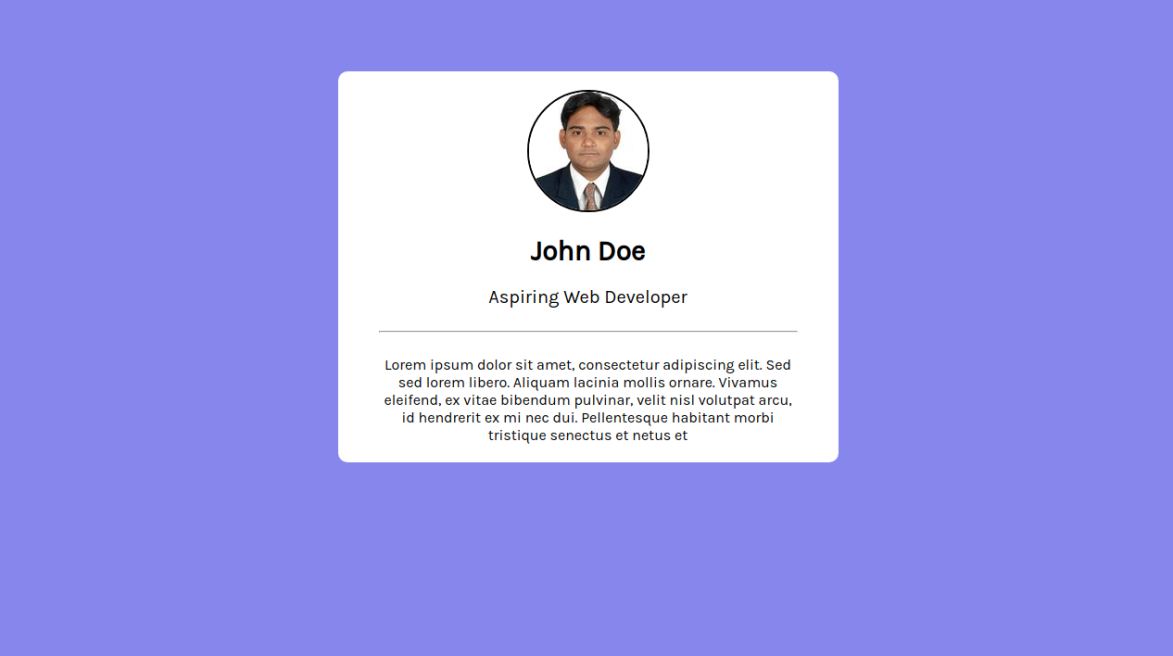 John Doe
Aspiring Web Developer
Lorem ipsum dolor sit amet, consectetur adipiscing elit. Sed
sed lorem libero. Aliquam lacinia mollis ornare. Vivamus
eleifend, ex vitae bibendum pulvinar, velit nisl volutpat arcu,
id hendrerit ex mi nec dui. Pellentesque habitant morbi
tristique senectus et netus et